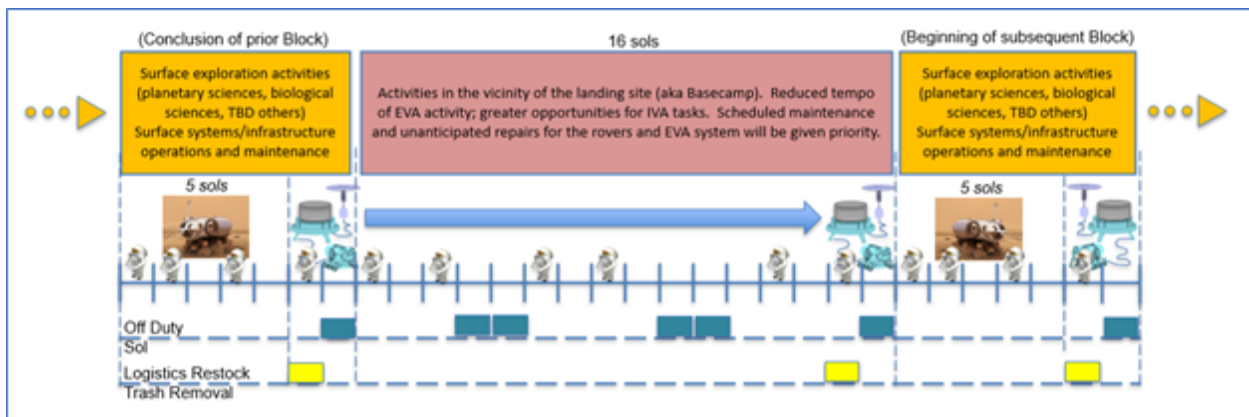 (Conclusion of prior Block)
16 sols
(Beginning of subsequent Block)
Surface exploration activities
(planetary sciences, biological
sciences, TBD others)
Surface systems/infrastructure
operations and maintenance
Activities in the vicinity of the landing site (aka Basecamp). Reduced tempo
of EVA activity; greater opportunities for IVA tasks. Scheduled maintenance
and unanticipated repairs for the rovers and EVA system will be given priority.
Surface exploration activities
(planetary sciences, biological
sciences, TBD others)
Surface systems/infrastructure
operations and maintenance
5 sols
5 sols
Off Duty
Sol
Logistics Restock
Trash Removal